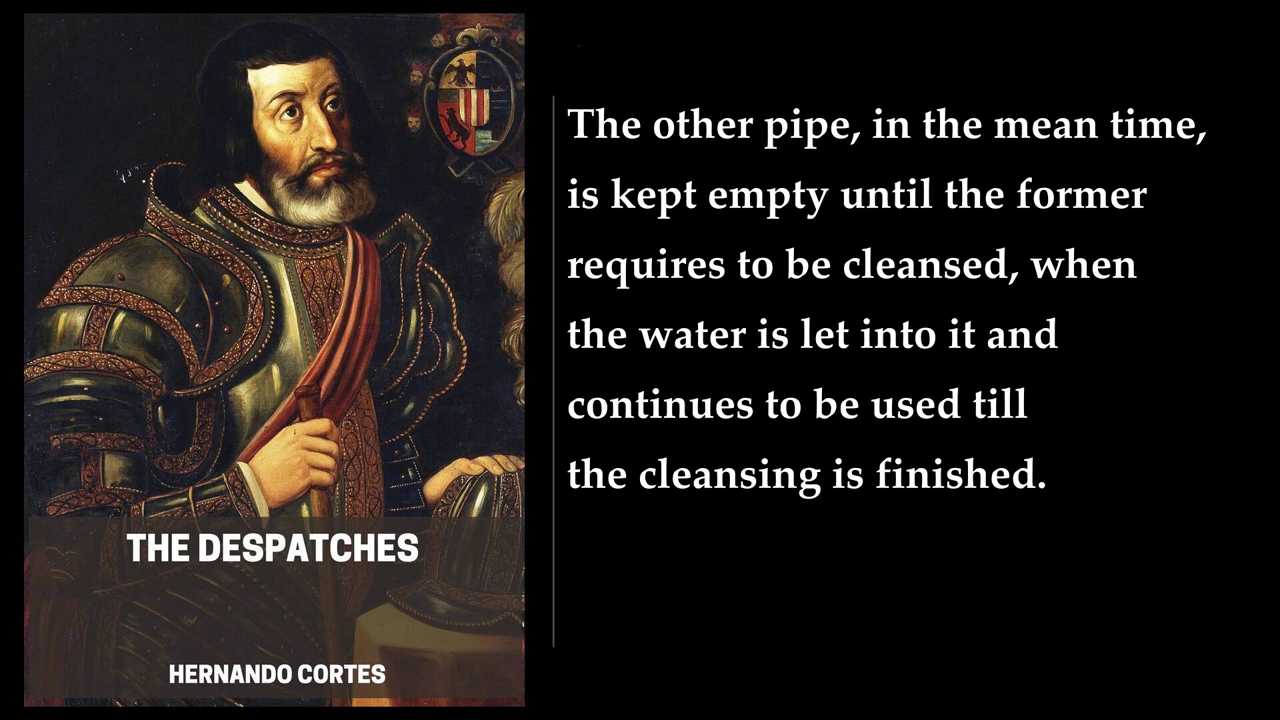 THE DESPATCHES
HERNANDO CORTES
The other pipe, in the mean time,
is kept empty until the former
requires to be cleansed, when
the water is let into it and
continues to be used till
the cleansing is finished.